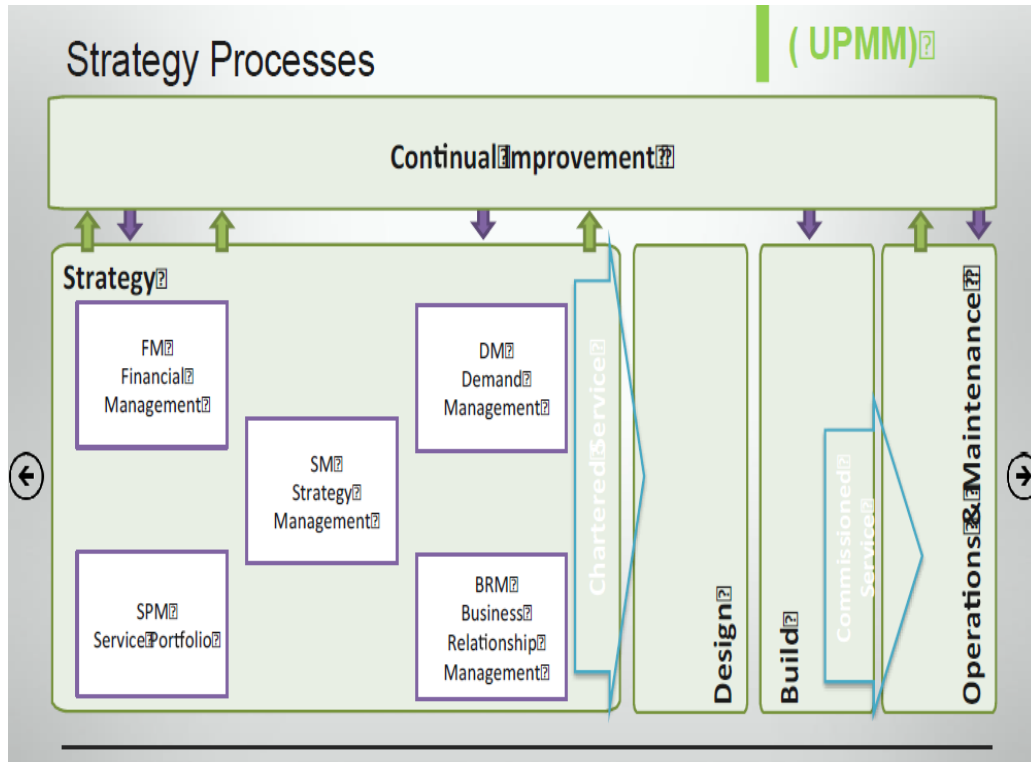 Strategy Processes
( UPMM)⍰
Continual⍰Improvement⍰⍰
Strategy⍰
FM⍰
Financial⍰
Management⍰
DM⍰
Demand⍰
Management⍰
SM⍰
Strategy⍰
Management⍰
SPM⍰
Service⍰Portfolio⍰
BRM⍰
Business⍰
Relationship⍰
Management⍰
Chartered⍰Service⍰
Design⍰
Build⍰
Commissioned⍰
Service⍰
Operations⍰&⍰Maintenance⍰⍰